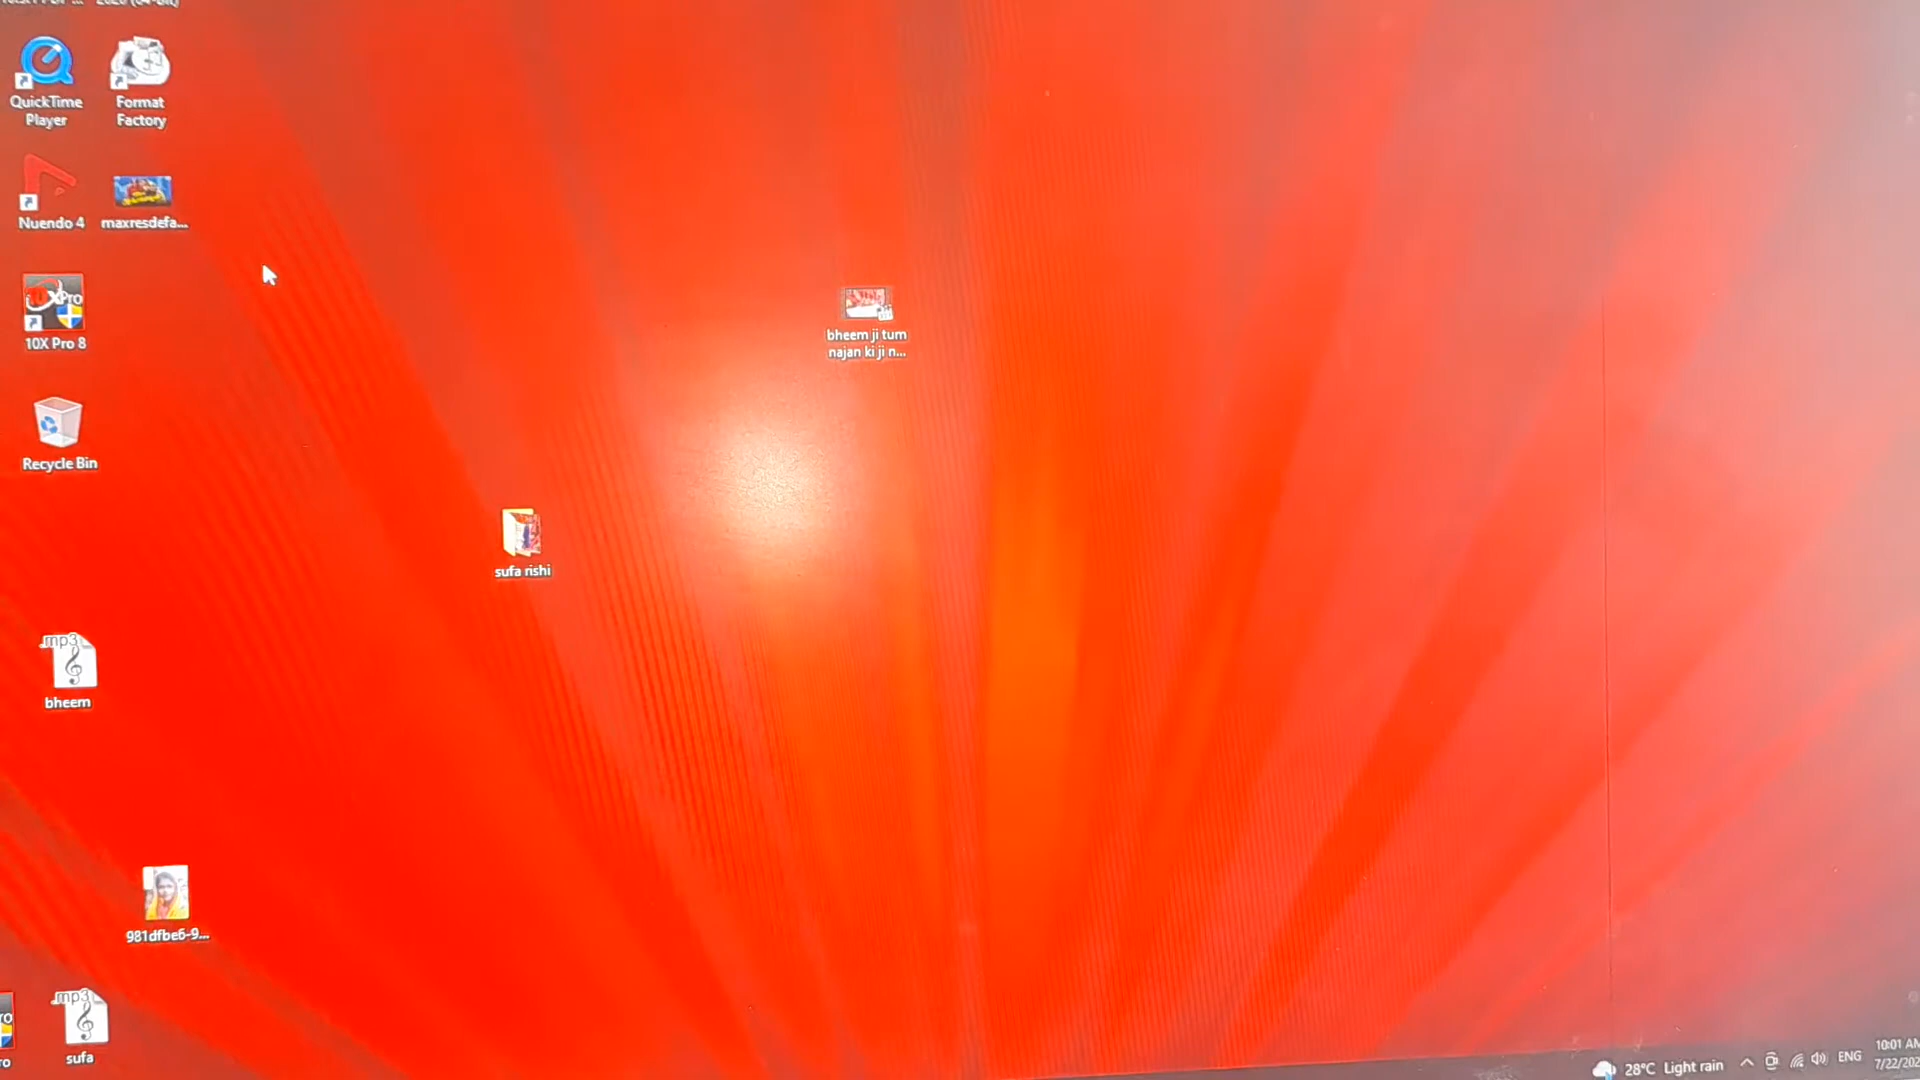 QuickTime
Player
Format
Factory
Nuendo 4
maxresdefa...
10X Pro 8
bheem ji tum
najan ki ji n...
Recycle Bin
sufa rishi
mp3
bheem
981dfbe6-9...
mp3
sufa
28°C Light rain
ENG
10:01 AM
7/22/202